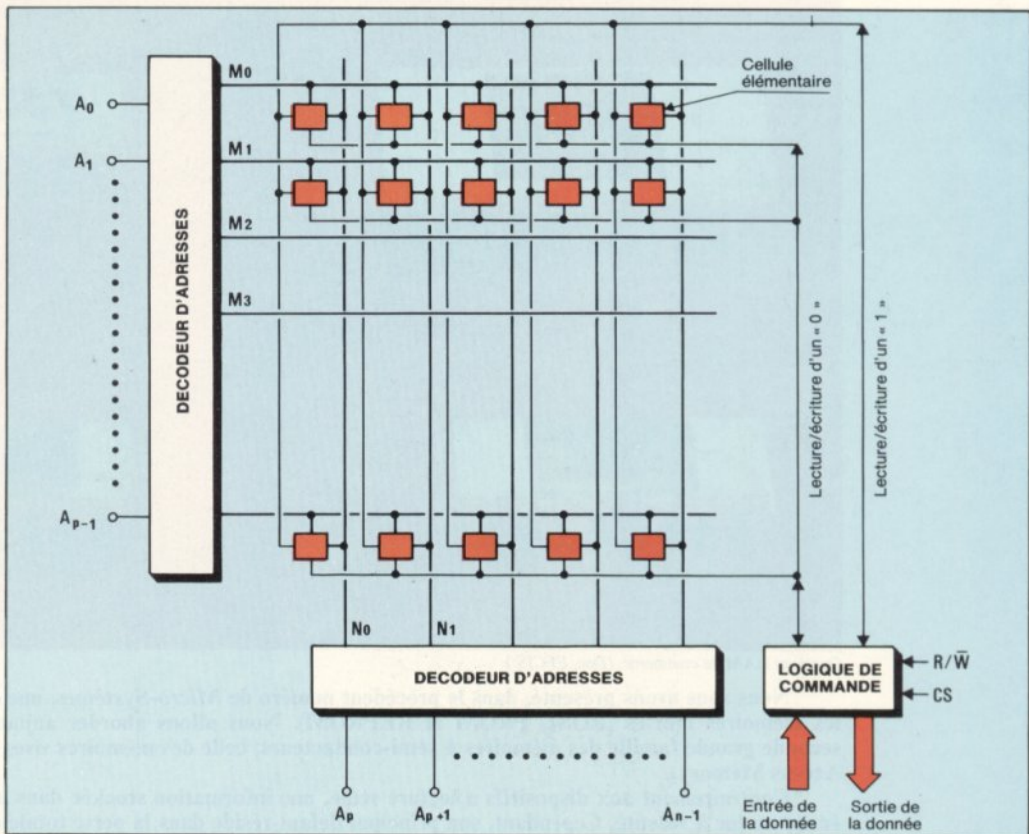 Cellule
élémentaire
M0
A0
M1
A1
M2
M3
DECODEUR D'ADRESSES
Lecture/écriture d'un « 0 »
Lecture/écriture d'un « 1 »
Ap-1
N0
N1
DECODEUR D'ADRESSES
LOGIQUE DE
COMMANDE
R/W̅
CS
Ap
Ap+1
An-1
Entrée de
la donnée
Sortie de
la donnée